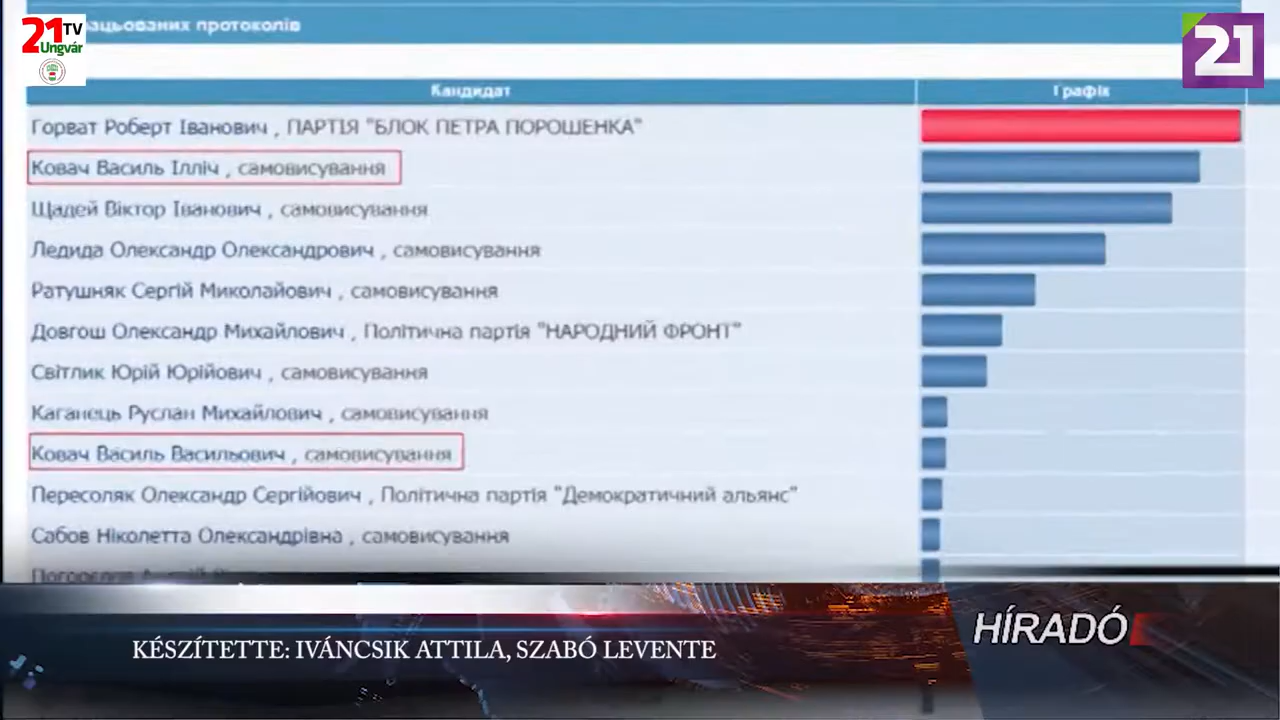 21 TV
Ungvár
21
протоколів
Кандидат
Графік
Горват Роберт Іванович , ПАРТІЯ "БЛОК ПЕТРА ПОРОШЕНКА"
Ковач Василь Ілліч , самовисування
Щадей Віктор Іванович , самовисування
Ледида Олександр Олександрович , самовисування
Ратушняк Сергій Миколайович , самовисування
Довгош Олександр Михайлович , Політична партія "НАРОДНИЙ ФРОНТ"
Світлик Юрій Юрійович , самовисування
Каганець Руслан Михайлович , самовисування
Ковач Василь Васильович , самовисування
Пересоляк Олександр Сергійович , Політична партія "Демократичний альянс"
Сабов Ніколетта Олександрівна , самовисування
HÍRADÓ
KÉSZÍTETTE: IVÁNCSIK ATTILA, SZABÓ LEVENTE